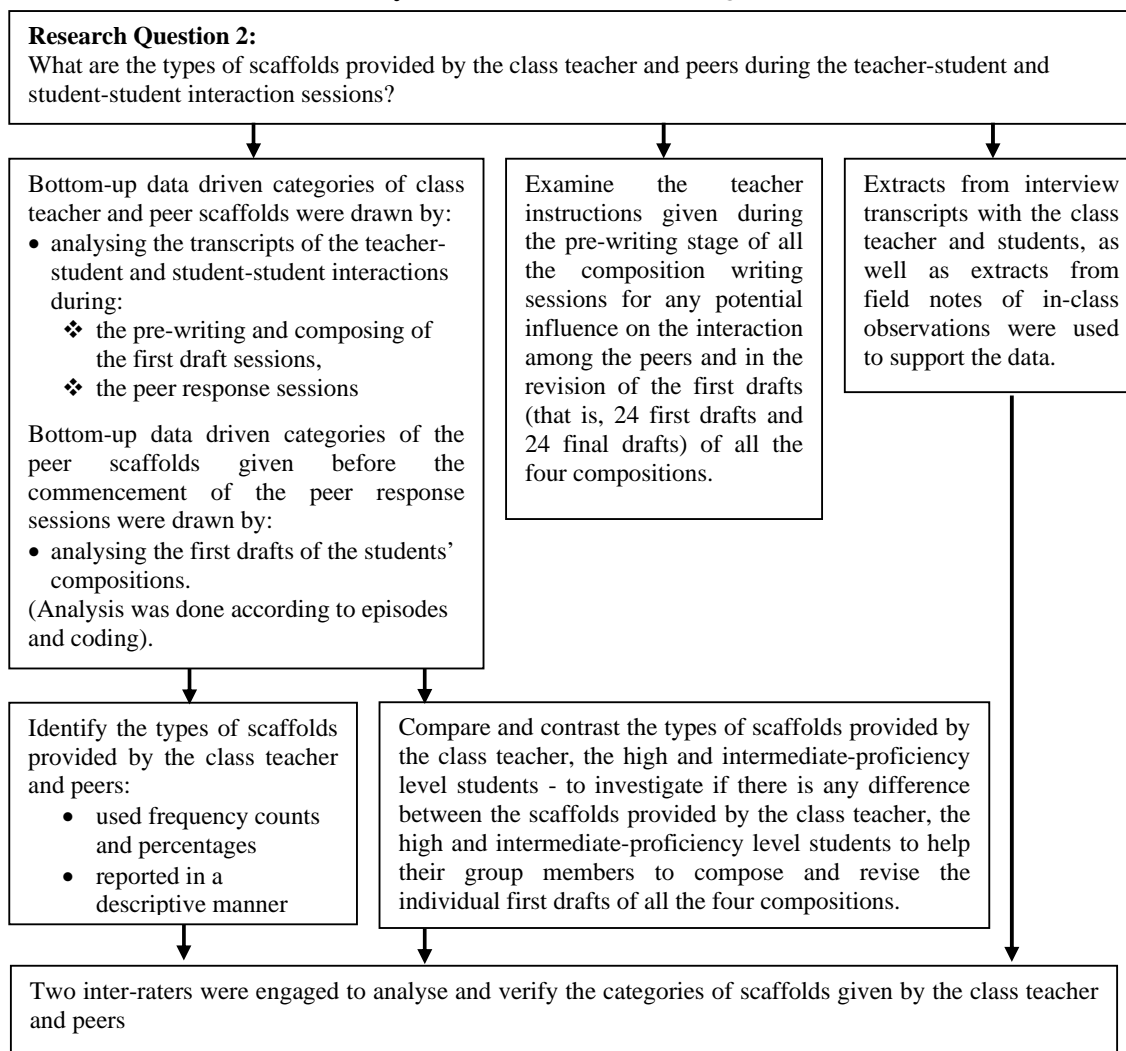 Research Question 2:
What are the types of scaffolds provided by the class teacher and peers during the teacher-student and
student-student interaction sessions?
Bottom-up data driven categories of class
teacher and peer scaffolds were drawn by:
• analysing the transcripts of the teacher-
student and student-student interactions
during:
❖ the pre-writing and composing of
the first draft sessions,
❖ the peer response sessions
Bottom-up data driven categories of the
peer scaffolds given before the
commencement of the peer response
sessions were drawn by:
• analysing the first drafts of the students’
compositions.
(Analysis was done according to episodes
and coding).
Examine the teacher
instructions given during
the pre-writing stage of all
the composition writing
sessions for any potential
influence on the interaction
among the peers and in the
revision of the first drafts
(that is, 24 first drafts and
24 final drafts) of all the
four compositions.
Extracts from interview
transcripts with the class
teacher and students, as
well as extracts from
field notes of in-class
observations were used
to support the data.
Identify the types of scaffolds
provided by the class teacher
and peers:
• used frequency counts
and percentages
• reported in a
descriptive manner
Compare and contrast the types of scaffolds provided by
the class teacher, the high and intermediate-proficiency
level students - to investigate if there is any difference
between the scaffolds provided by the class teacher, the
high and intermediate-proficiency level students to help
their group members to compose and revise the
individual first drafts of all the four compositions.
Two inter-raters were engaged to analyse and verify the categories of scaffolds given by the class teacher
and peers